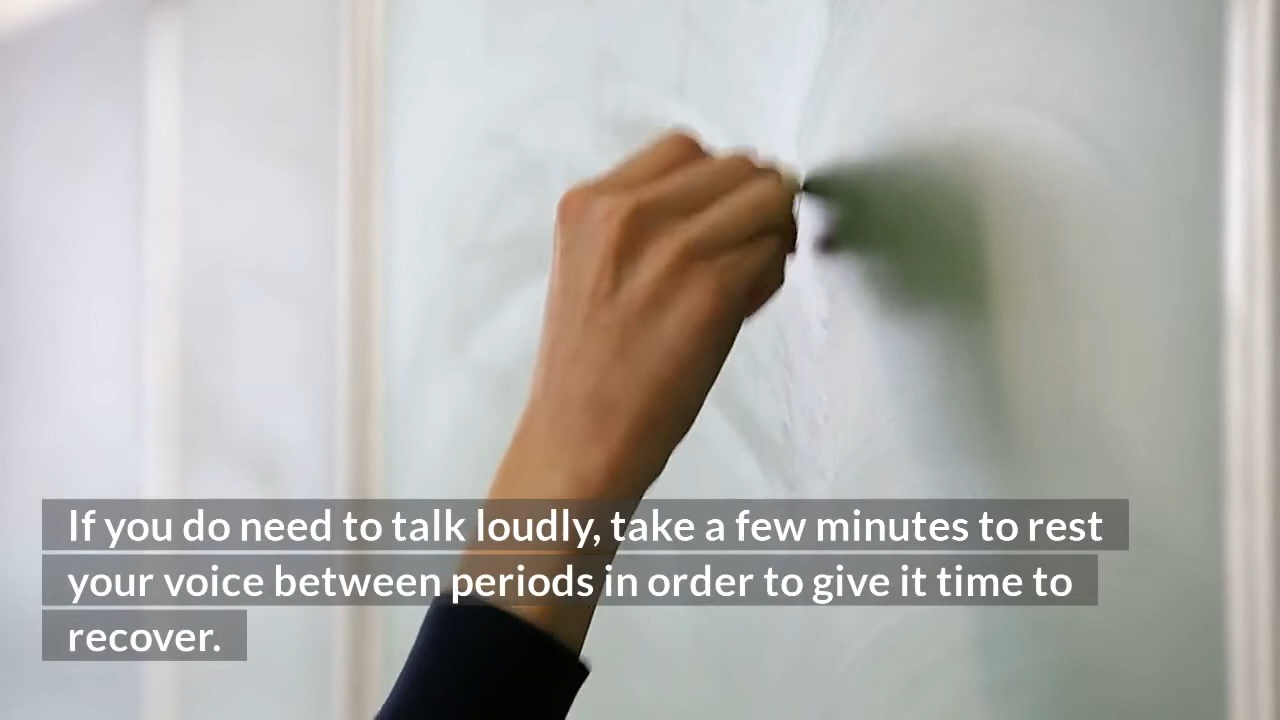 If you do need to talk loudly, take a few minutes to rest
your voice between periods in order to give it time to
recover.